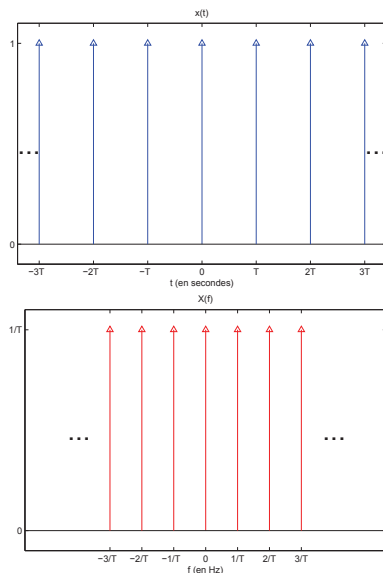 x(t)
1
...
...
0
−3T −2T −T 0 T 2T 3T
t (en secondes)
X(f)
1/T
...
...
0
−3/T −2/T −1/T 0 1/T 2/T 3/T
f (en Hz)